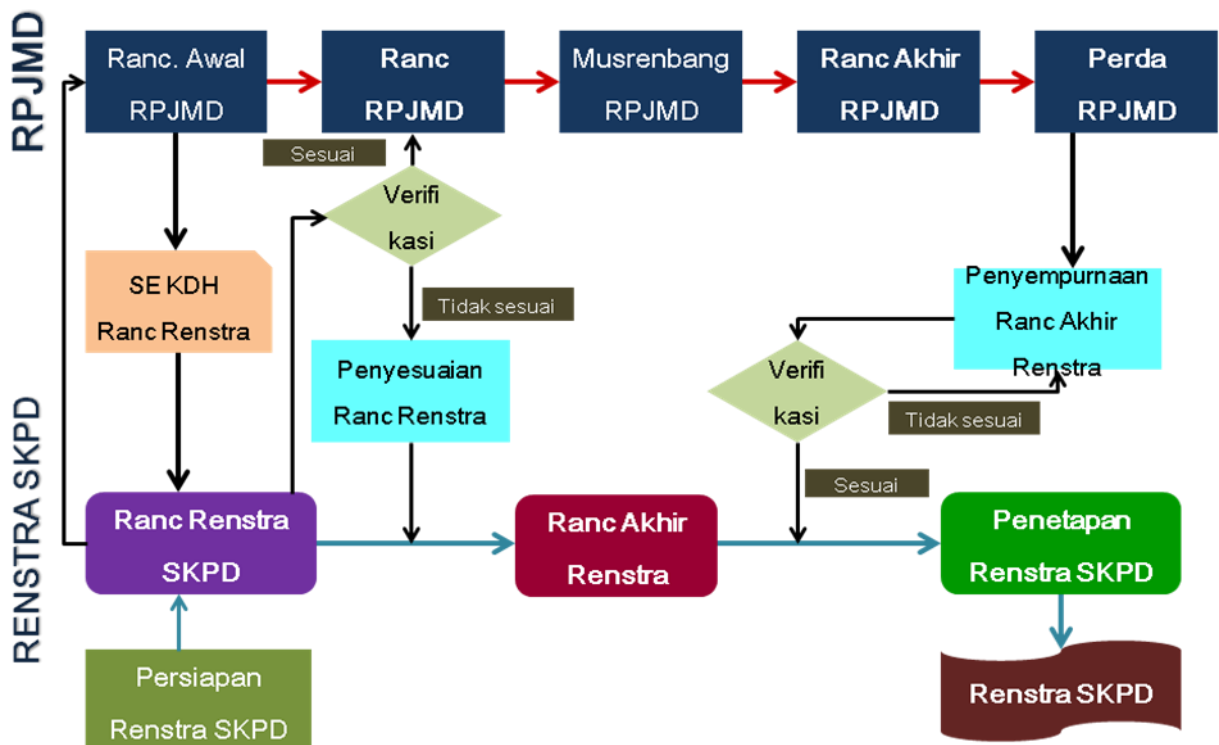 RPJMD
Ranc. Awal
RPJMD
Ranc
RPJMD
Musrenbang
RPJMD
Ranc Akhir
RPJMD
Perda
RPJMD
Sesuai
Verifi
kasi
SE KDH
Ranc Renstra
Tidak sesuai
Penyesuaian
Ranc Renstra
Penyempurnaan
Ranc Akhir
Renstra
Verifi
kasi
Tidak sesuai
Sesuai
RENSTRA SKPD
Ranc Renstra
SKPD
Ranc Akhir
Renstra
Penetapan
Renstra SKPD
Persiapan
Renstra SKPD
Renstra SKPD